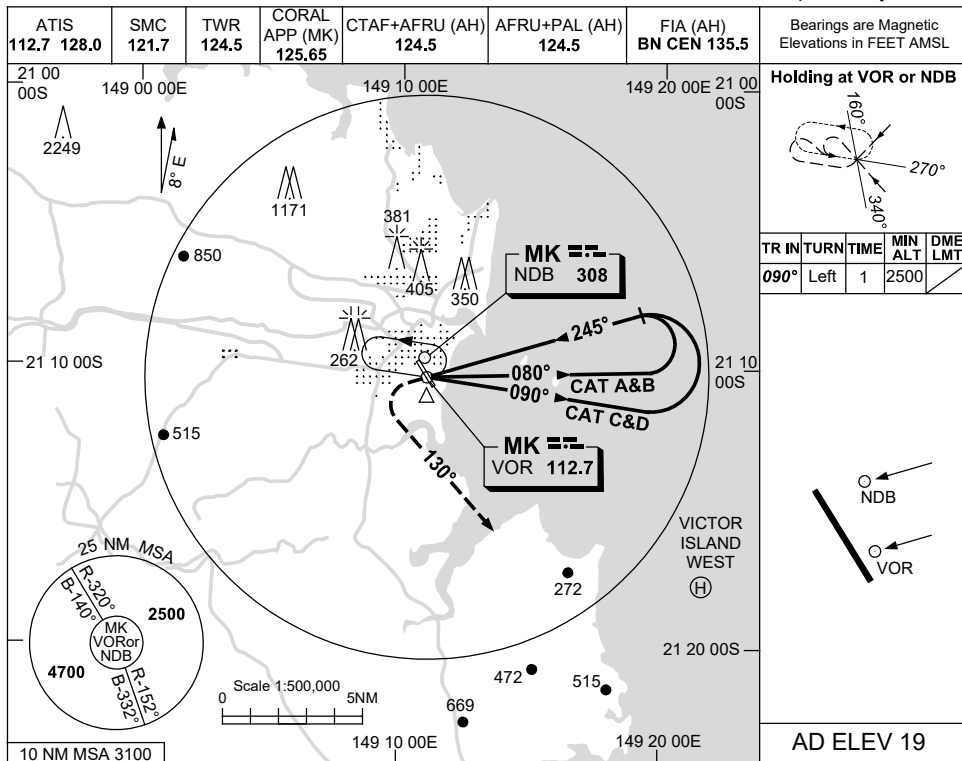 ATIS
112.7 128.0
SMC
121.7
TWR
124.5
CORAL
APP (MK)
125.65
CTAF+AFRU (AH)
124.5
AFRU+PAL (AH)
124.5
FIA (AH)
BN CEN 135.5
Bearings are Magnetic
Elevations in FEET AMSL
21 00
00S
149 00 00E
149 10 00E
149 20 00E
21 00
00S
2249
8° E
1171
381
405
350
850
MK
NDB 308
262
245°
080°
CAT A&B
090°
CAT C&D
21 10 00S
21 10
00S
515
MK
VOR 112.7
130°
VICTOR
ISLAND
WEST
H
272
25 NM MSA
R-320°
B-140°
2500
MK
VORor
NDB
4700
R-152°
B-332°
Scale 1:500,000
0 5NM
21 20 00S
472
515
669
10 NM MSA 3100
149 10 00E
149 20 00E
Holding at VOR or NDB
160°
270°
340°
TR IN TURN TIME MIN ALT DME LMT
090° Left 1 2500
NDB
VOR
AD ELEV 19